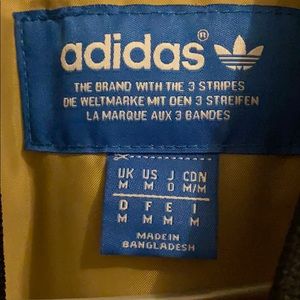 adidas®
THE BRAND WITH THE 3 STRIPES
DIE WELTMARKE MIT DEN 3 STREIFEN
LA MARQUE AUX 3 BANDES
UK US J CDN
M M O M/M
D F FE I
M M M M
MADE IN
BANGLADESH